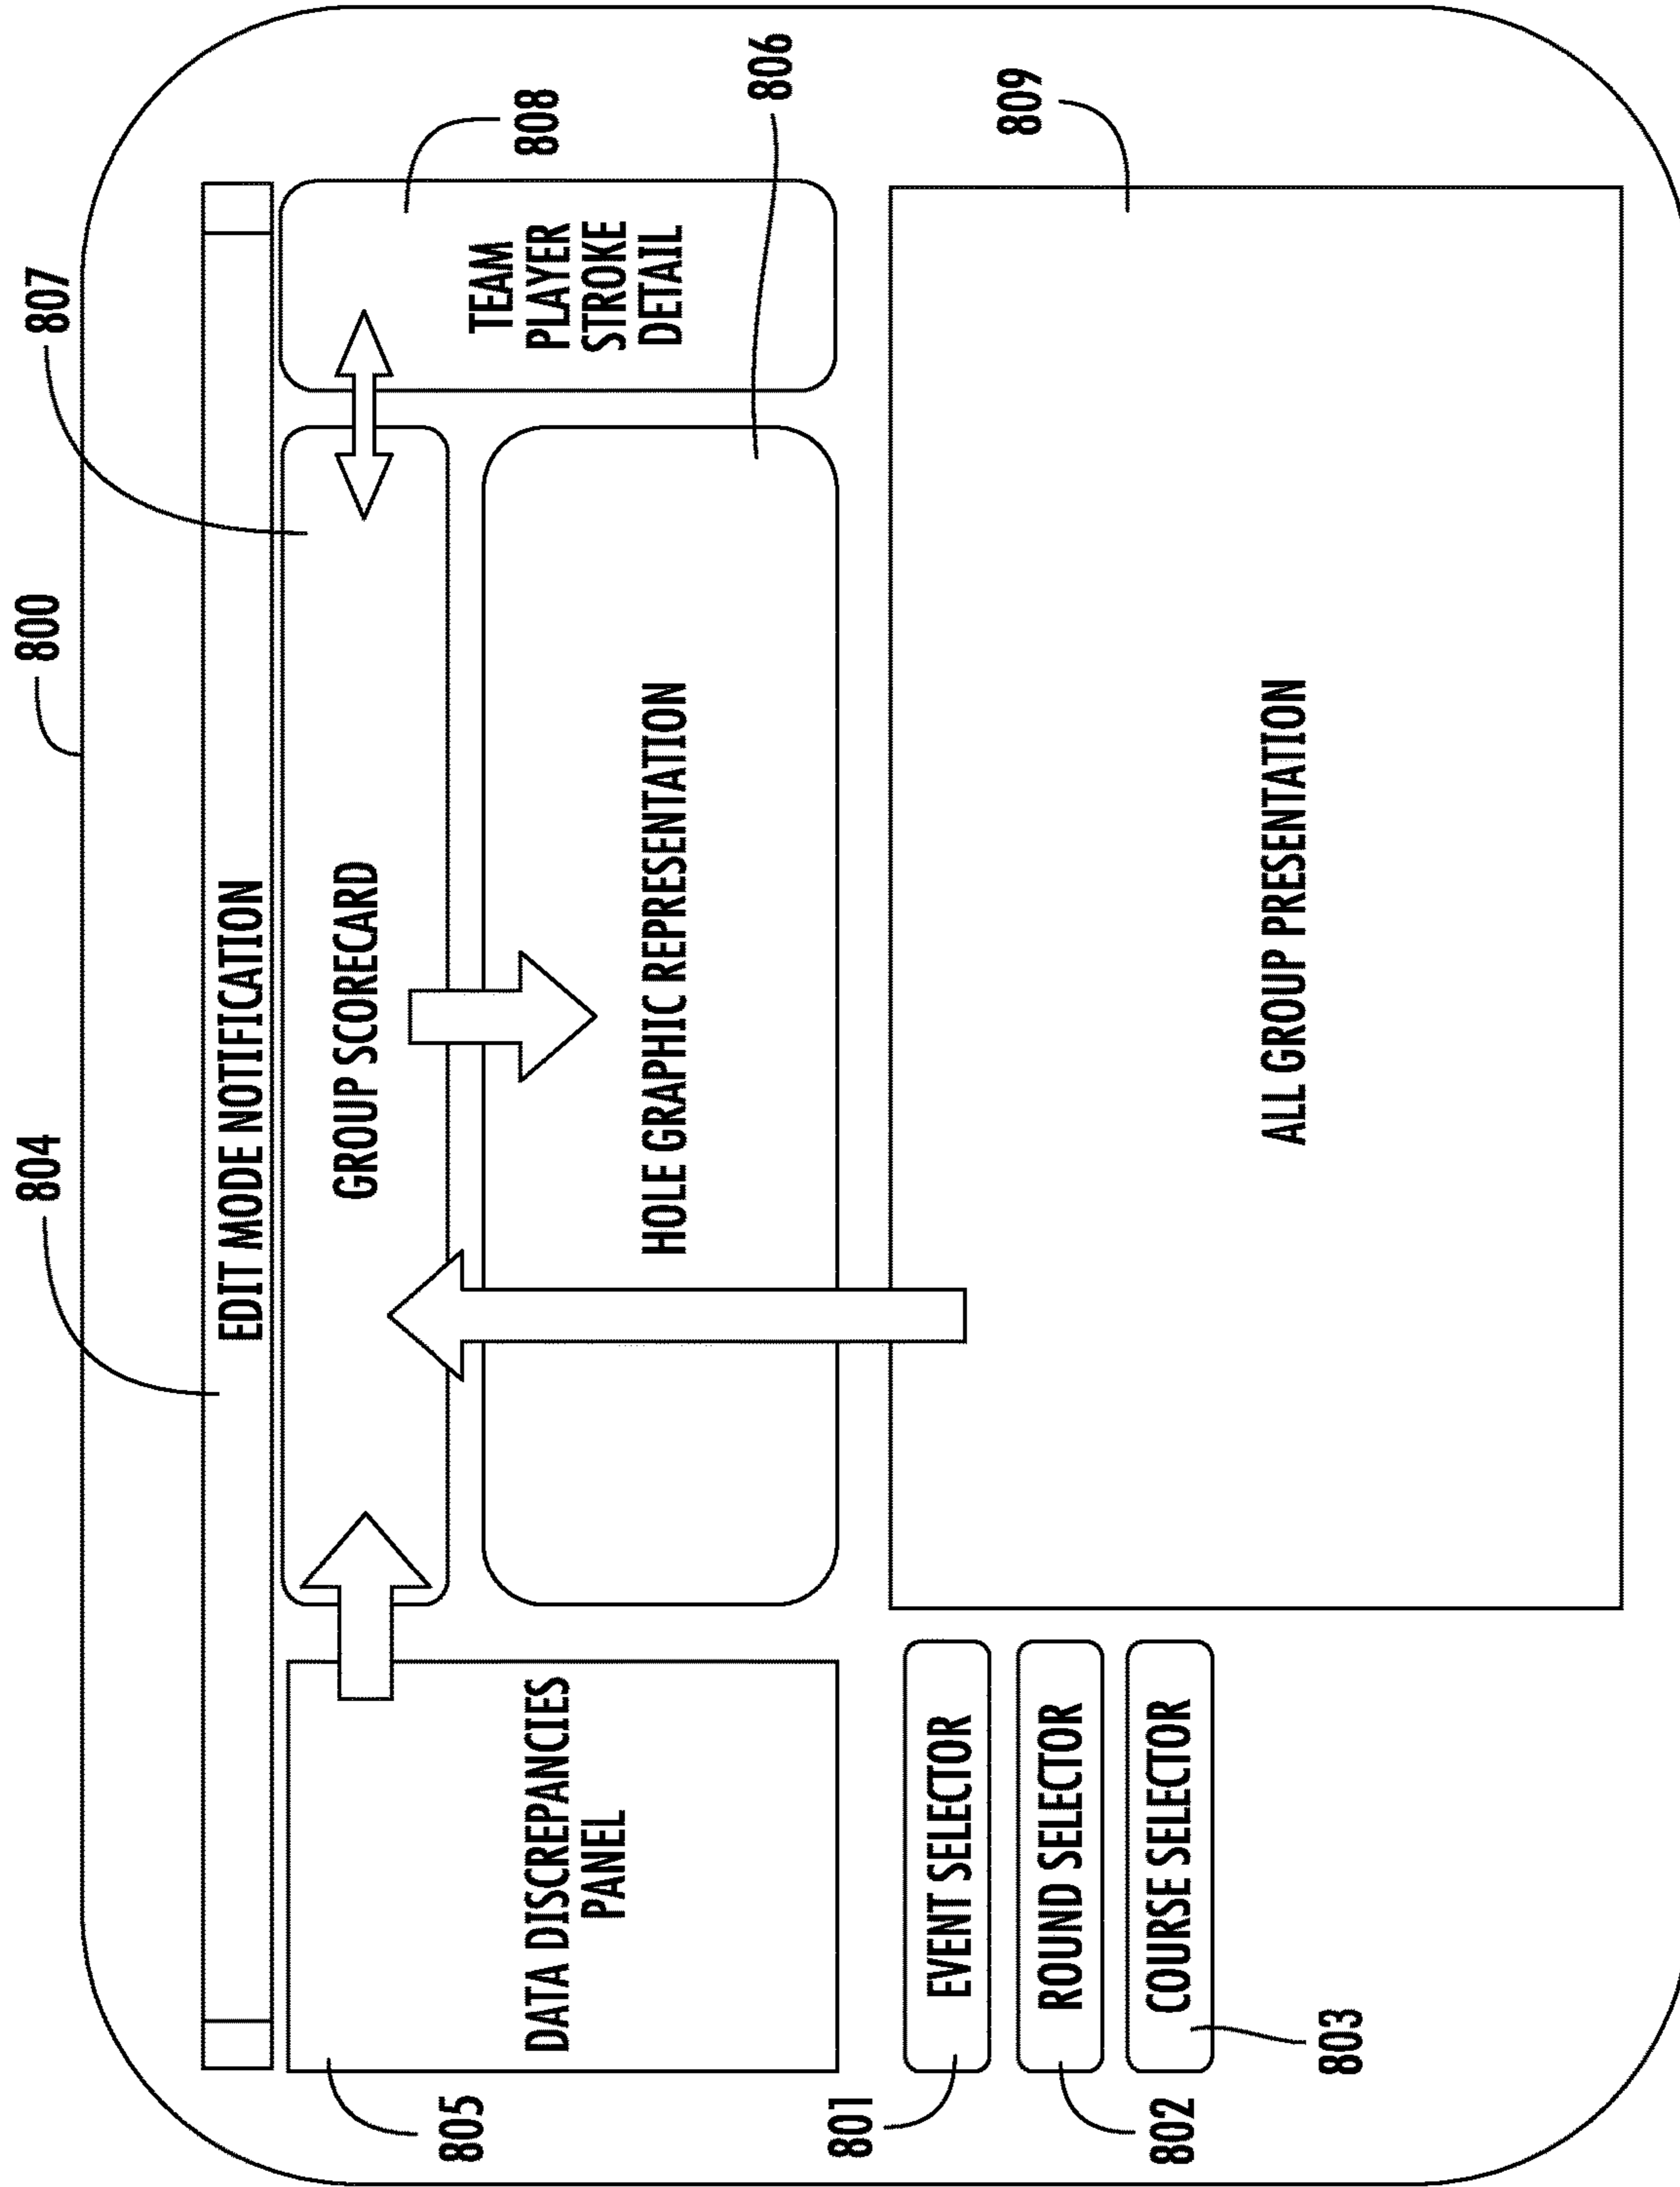 800
804
807
EDIT MODE NOTIFICATION
805
DATA DISCREPANCIES
PANEL
GROUP SCORECARD
808
TEAM
PLAYER
STROKE
DETAIL
HOLE GRAPHIC REPRESENTATION
806
801
EVENT SELECTOR
802
ROUND SELECTOR
COURSE SELECTOR
803
ALL GROUP PRESENTATION
809